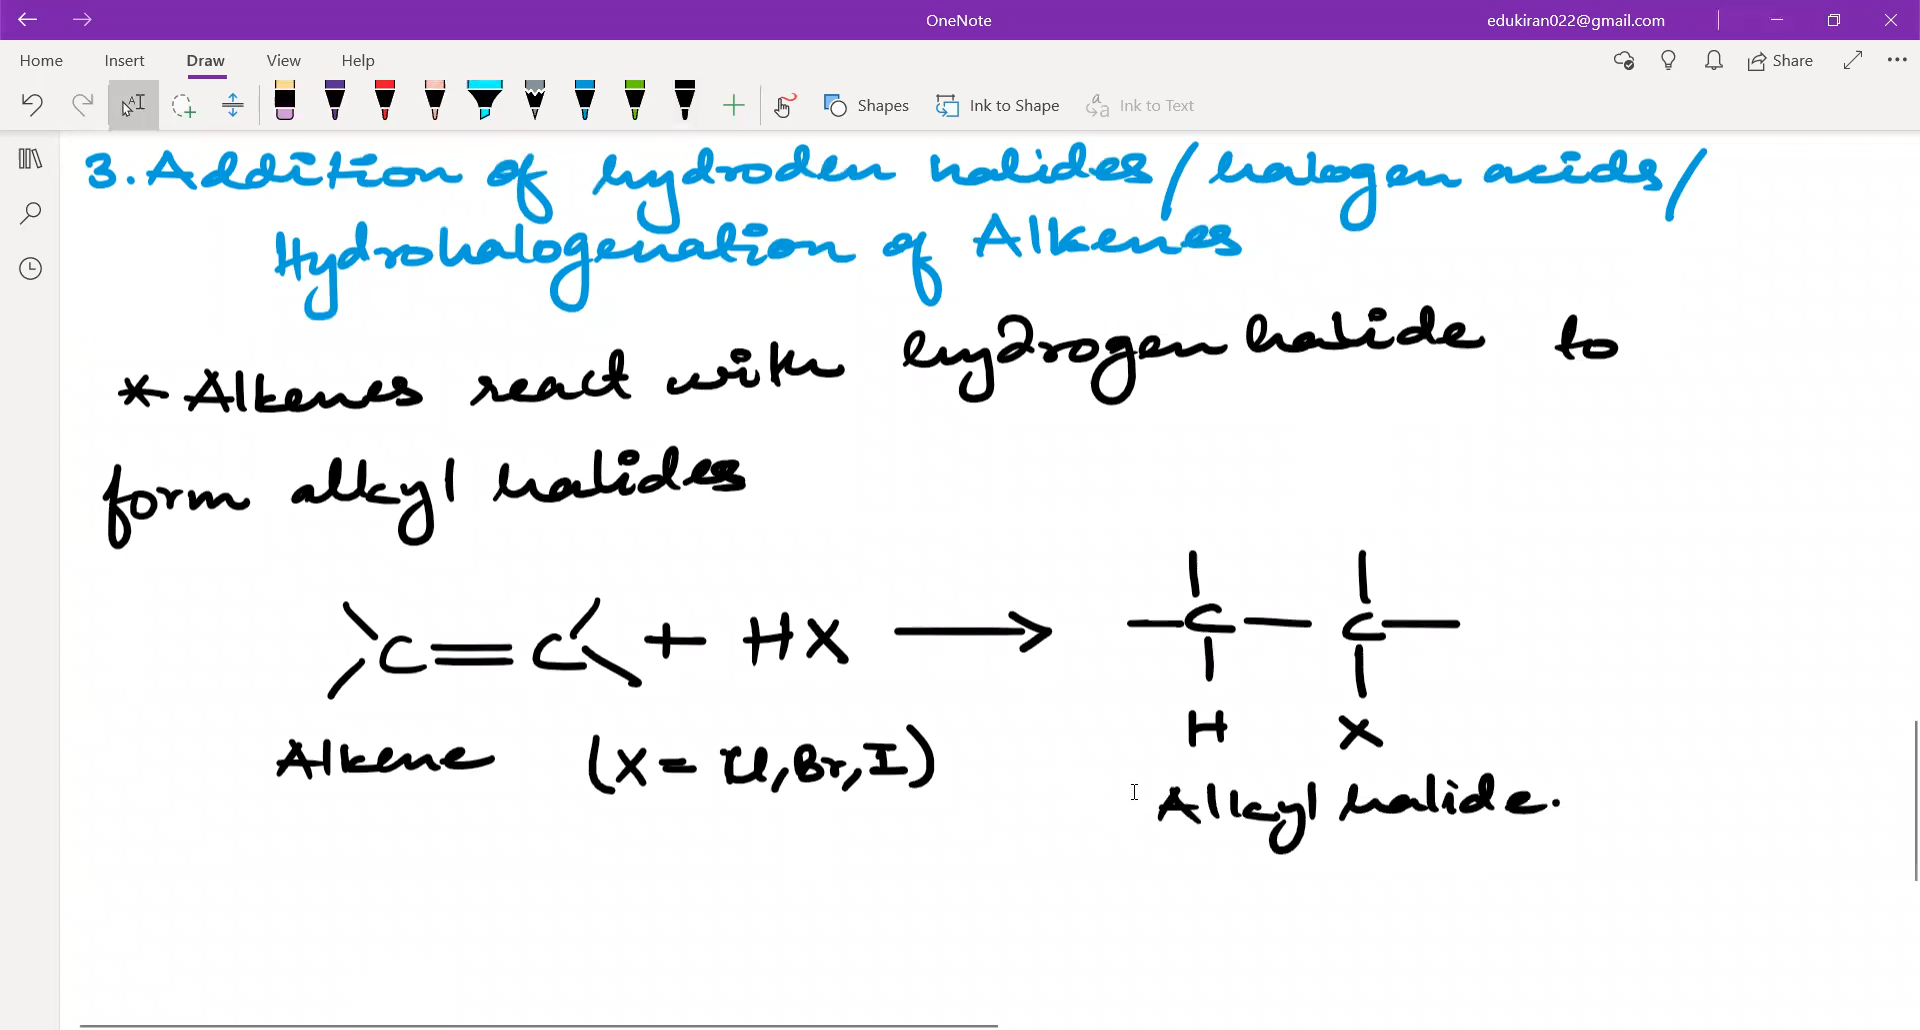 OneNote
edukiran022@gmail.com
Home Insert Draw View Help
Share
Shapes Ink to Shape Ink to Text
3. Addition of hydroden halides/halogen acids/
Hydrohalogenation of Alkenes
* Alkenes react with hydrogen halide to
form alkyl halides
C=C + HX → -C-C-
H X
Alkene (X = Cl, Br, I)
Alkyl halide.